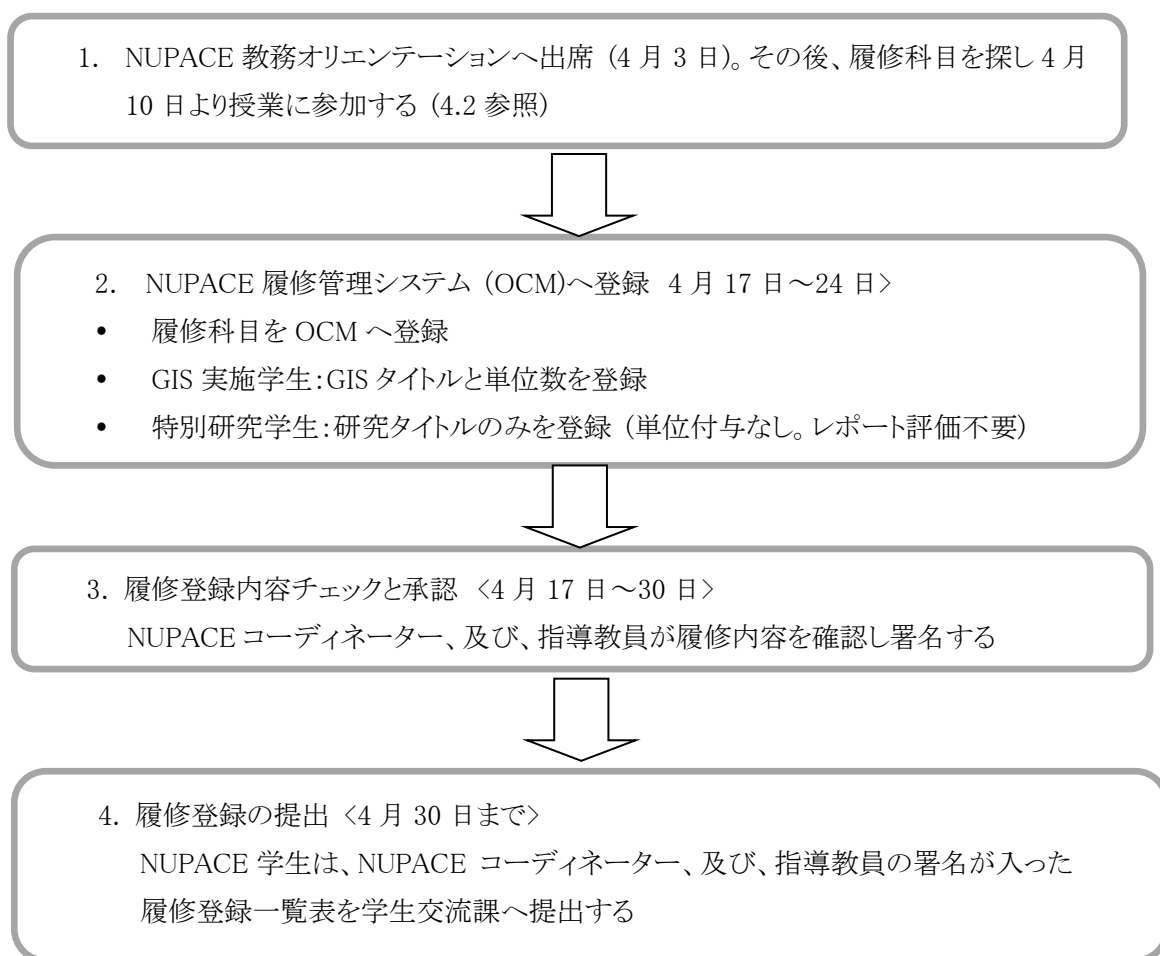 1. NUPACE 教務オリエンテーションへ出席 (4 月 3 日)。その後、履修科目を探し 4 月
10 日より授業に参加する (4.2 参照)
2. NUPACE 履修管理システム (OCM)へ登録 4 月 17 日~24 日>
• 履修科目を OCM へ登録
• GIS 実施学生:GIS タイトルと単位数を登録
• 特別研究学生:研究タイトルのみを登録 (単位付与なし。レポート評価不要)
3. 履修登録内容チェックと承認 <4 月 17 日~30 日>
NUPACE コーディネーター、及び、指導教員が履修内容を確認し署名する
4. 履修登録の提出 <4 月 30 日まで>
NUPACE 学生は、NUPACE コーディネーター、及び、指導教員の署名が入った
履修登録一覧表を学生交流課へ提出する